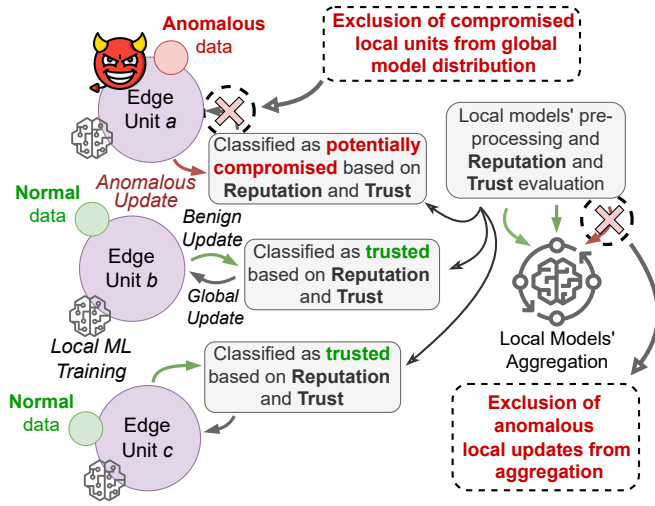 Anomalous
data
Exclusion of compromised
local units from global
model distribution
Edge
Unit a
Classified as potentially
compromised based on
Reputation and Trust
Local models' pre-
processing and
Reputation and
Trust evaluation
Normal
data
Anomalous
Update
Benign
Update
Edge
Unit b
Classified as trusted
based on Reputation
and Trust
Global
Update
Local ML
Training
Local Models'
Aggregation
Classified as trusted
based on Reputation
and Trust
Normal
data
Edge
Unit c
Exclusion of
anomalous
local updates from
aggregation